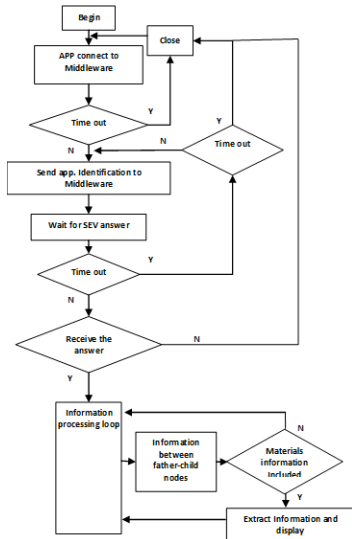 Begin
Close
APP connect to
Middleware
Y
Time out
Y
N
N
Time out
Send app. Identification to
Middleware
Wait for SEV answer
Y
Time out
N
Receive the
answer
N
Y
Information
processing loop
N
Information
between
father-child
nodes
Materials
information
Included
Y
Extract Information and
display